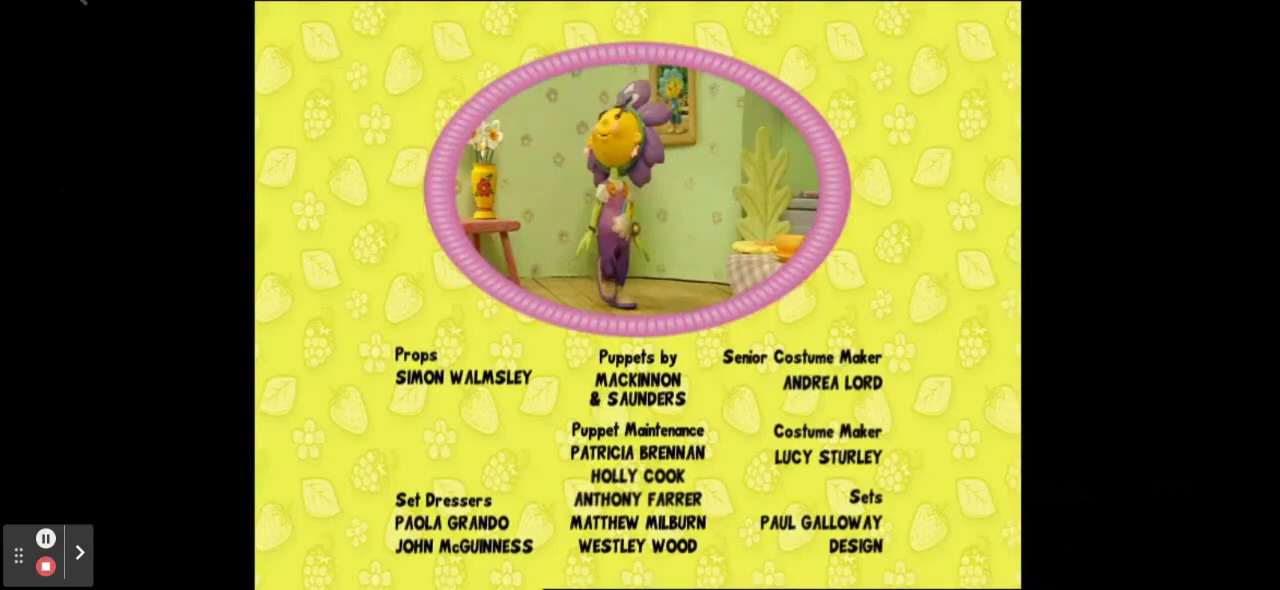 Props
SIMON WALMSLEY
Set Dressers
PAOLA GRANDO
JOHN McGUINNESS
Puppets by
MACKINNON
& SAUNDERS
Puppet Maintenance
PATRICIA BRENNAN
HOLLY COOK
ANTHONY FARRER
MATTHEW MILBURN
WESTLEY WOOD
Senior Costume Maker
ANDREA LORD
Costume Maker
LUCY STURLEY
Sets
PAUL GALLOWAY
DESIGN